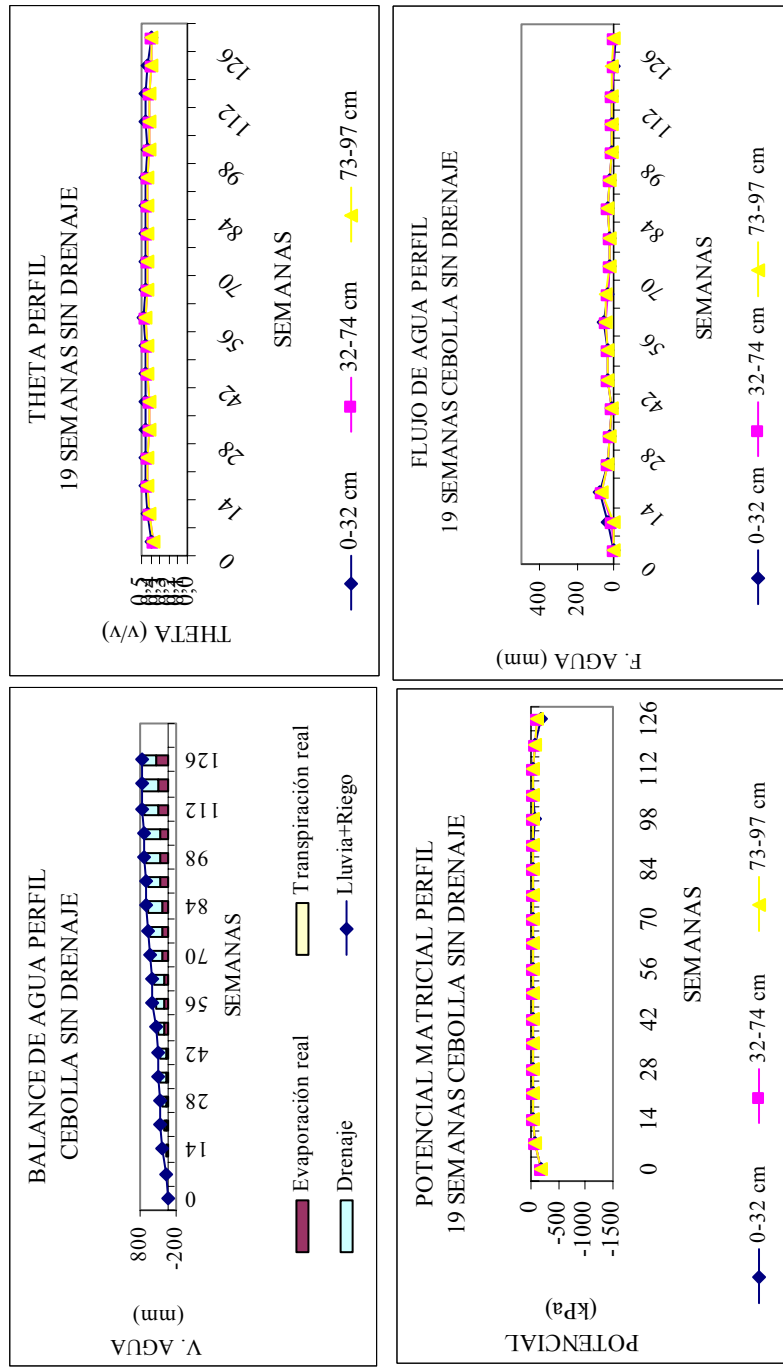 BALANCE DE AGUA PERFIL
CEBOLLA SIN DRENAJE
V. AGUA
(mm)
800
-200
0
14
28
42
56
70
84
98
112
126
SEMANAS
Evaporación real
Transpiración real
Drenaje
Lluvia+Riego
THETA PERFIL
19 SEMANAS SIN DRENAJE
THETA (v/v)
0,5
0,4
0,0
0
14
28
42
56
70
84
98
112
126
SEMANAS
0-32 cm
32-74 cm
73-97 cm
POTENCIAL MATRICIAL PERFIL
19 SEMANAS CEBOLLA SIN DRENAJE
POTENCIAL
(kPa)
0
-500
-1000
-1500
0
14
28
42
56
70
84
98
112
126
SEMANAS
0-32 cm
32-74 cm
73-97 cm
FLUJO DE AGUA PERFIL
19 SEMANAS CEBOLLA SIN DRENAJE
F. AGUA
(mm)
400
200
0
0
14
28
42
56
70
84
98
112
126
SEMANAS
0-32 cm
32-74 cm
73-97 cm